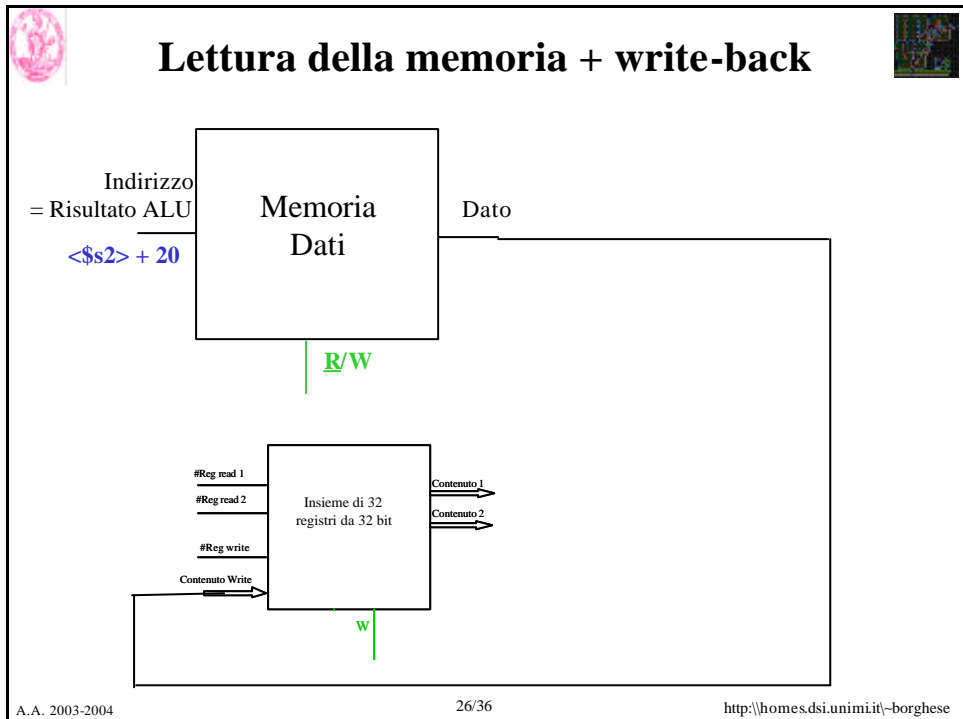 Lettura della memoria + write-back
Indirizzo
= Risultato ALU
<$s2> + 20
Memoria
Dati
Dato
R/W
#Reg read 1
#Reg read 2
#Reg write
Contenuto Write
Insieme di 32
registri da 32 bit
Contenuto 1
Contenuto 2
W
A.A. 2003-2004
26/36
http:\\homes.dsi.unimi.it\~borghese